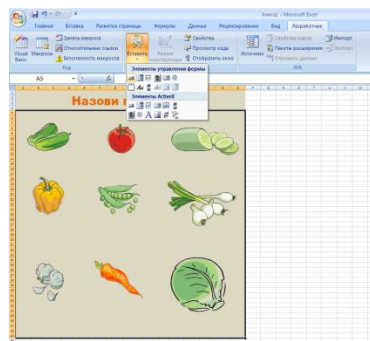 Кнопки - Microsoft Excel
Главная Вставка Разметка страницы Формулы Данные Рецензирование Вид Разработчик
Visual Basic
Макросы
Запись макроса
Относительные ссылки
Безопасность макросов
Код
Вставить
Режим конструктора
Свойства
Просмотр кода
Отобразить окно
Источник
Свойства карты
Пакеты расширения
Обновить данные
Импорт
Экспорт
XML
Элементы управления формы
Aa
Элементы ActiveX
A
A5
Назови